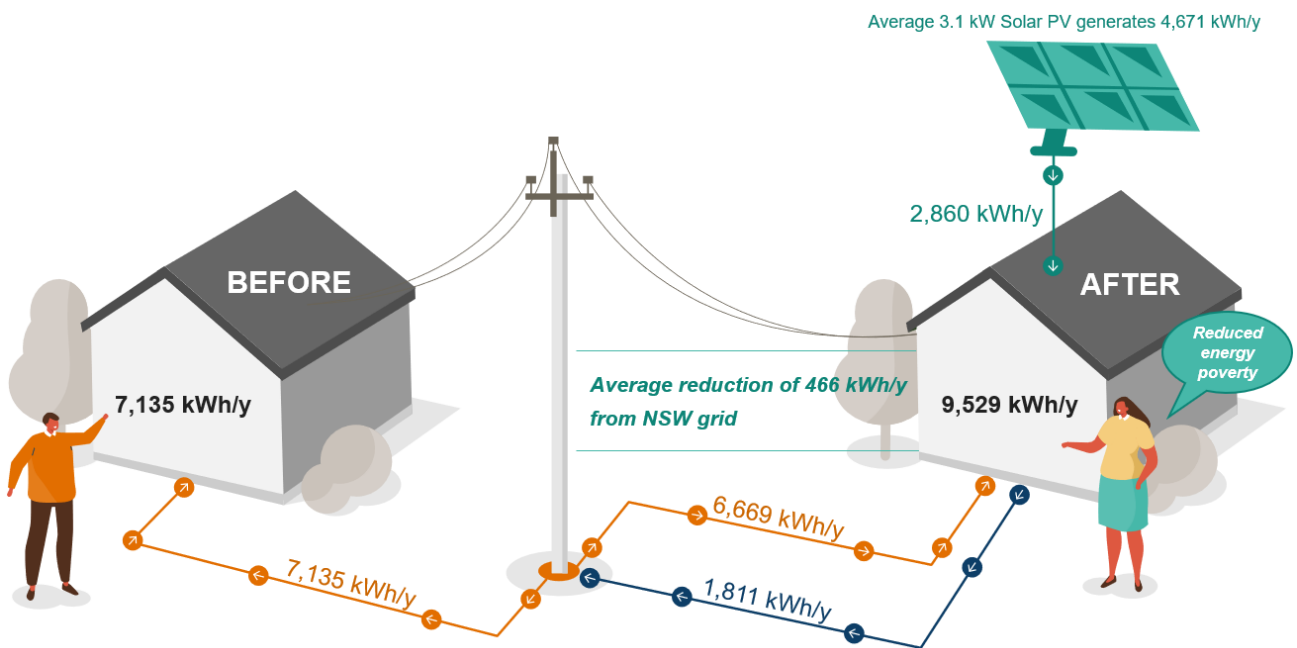 Average 3.1 kW Solar PV generates 4,671 kWh/y
2,860 kWh/y
BEFORE
AFTER
Reduced
energy
poverty
7,135 kWh/y
Average reduction of 466 kWh/y
from NSW grid
9,529 kWh/y
6,669 kWh/y
7,135 kWh/y
1,811 kWh/y